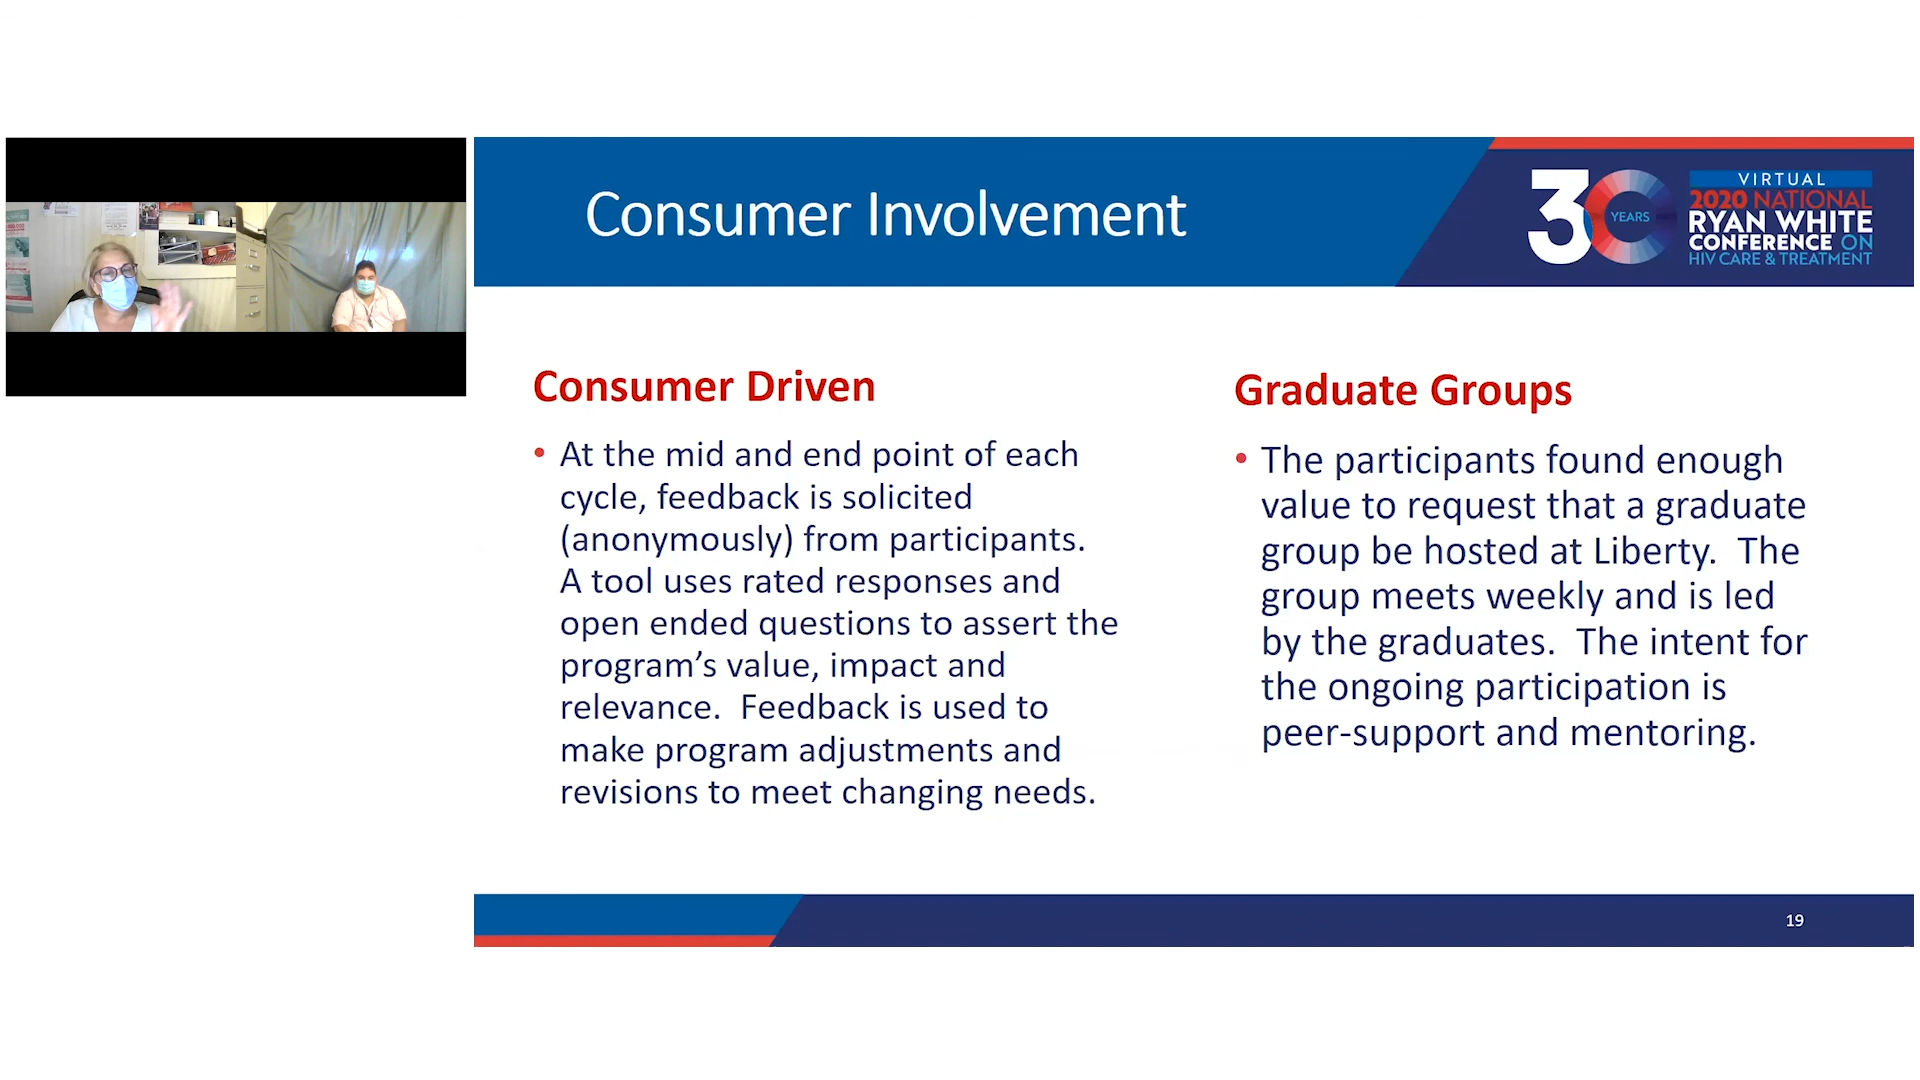 Consumer Involvement
30 YEARS
VIRTUAL
2020 NATIONAL
RYAN WHITE
CONFERENCE ON
HIV CARE & TREATMENT
Consumer Driven
• At the mid and end point of each
cycle, feedback is solicited
(anonymously) from participants.
A tool uses rated responses and
open ended questions to assert the
program’s value, impact and
relevance.  Feedback is used to
make program adjustments and
revisions to meet changing needs.
Graduate Groups
• The participants found enough
value to request that a graduate
group be hosted at Liberty.  The
group meets weekly and is led
by the graduates.  The intent for
the ongoing participation is
peer-support and mentoring.
19